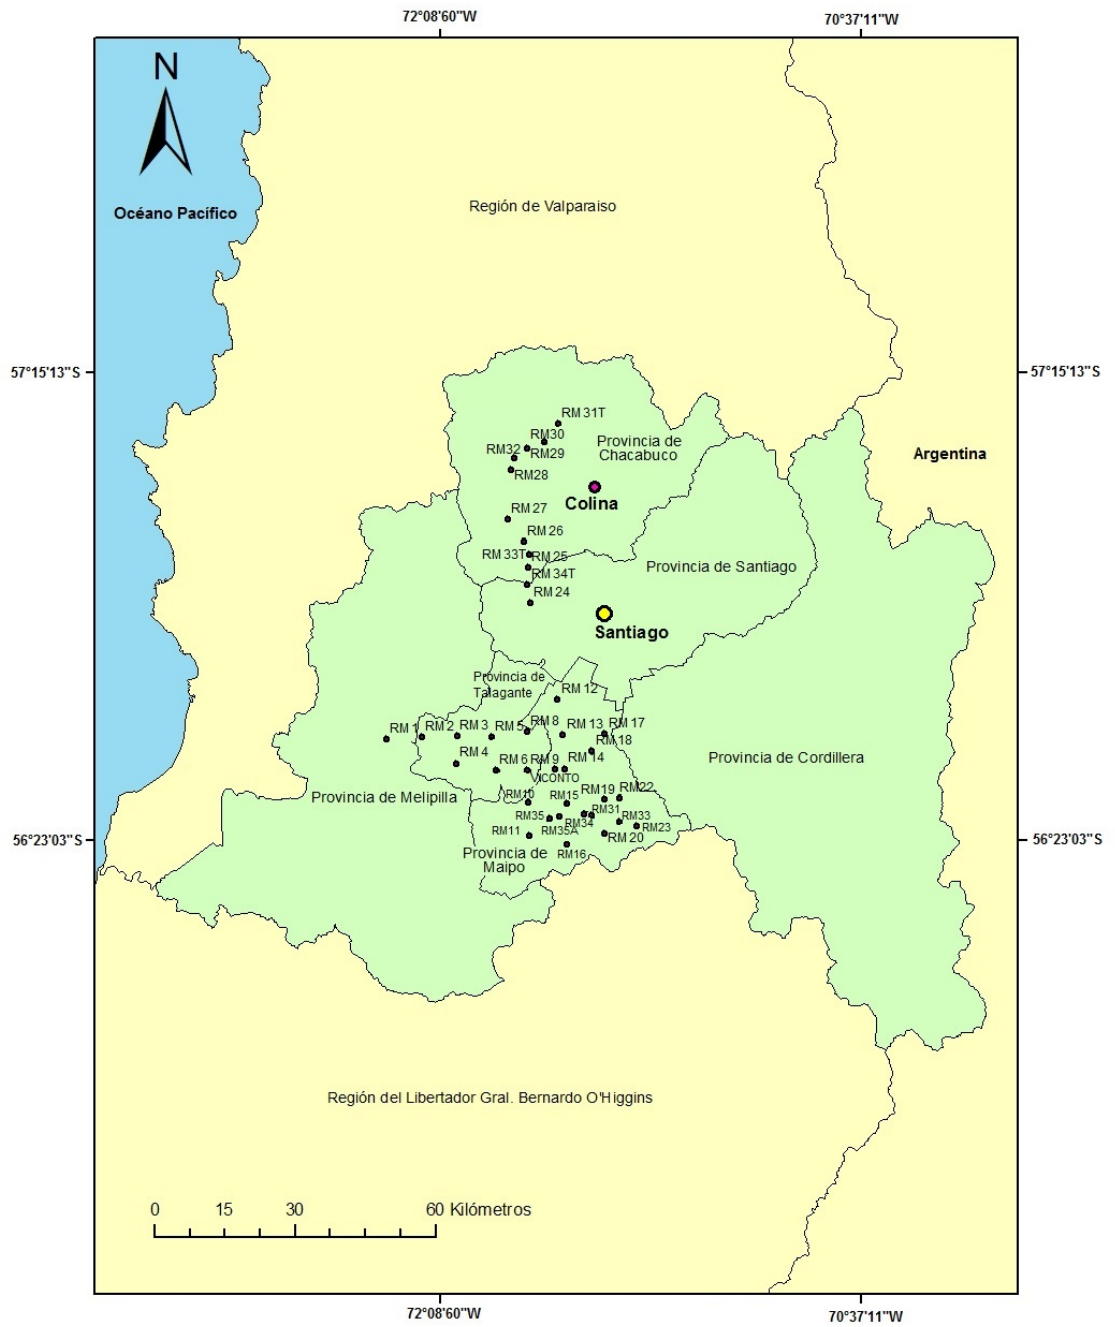 72°08'60"W
70°37'11"W
N
Océano Pacífico
Región de Valparaiso
57°15'13"S
57°15'13"S
RM 31T
RM30
Provincia de
Chacabuco
RM32
RM29
Argentina
RM28
Colina
RM 27
RM 26
RM 33T
RM 25
Provincia de Santiago
RM 34T
RM 24
Santiago
Provincia de
Talagante
RM 12
RM 1
RM 2
RM 3
RM 5
RM 8
RM 13
RM 17
RM 18
RM 4
RM 6
RM 9
RM 14
Provincia de Cordillera
VICONTO
Provincia de Melipilla
RM10
RM15
RM19
RM22
RM35
RM34
RM31
RM33
RM11
RM35A
RM 20
RM23
56°23'03"S
56°23'03"S
Provincia de
Maipo
RM16
Región del Libertador Gral. Bernardo O'Higgins
0 15 30 60 Kilómetros
72°08'60"W
70°37'11"W